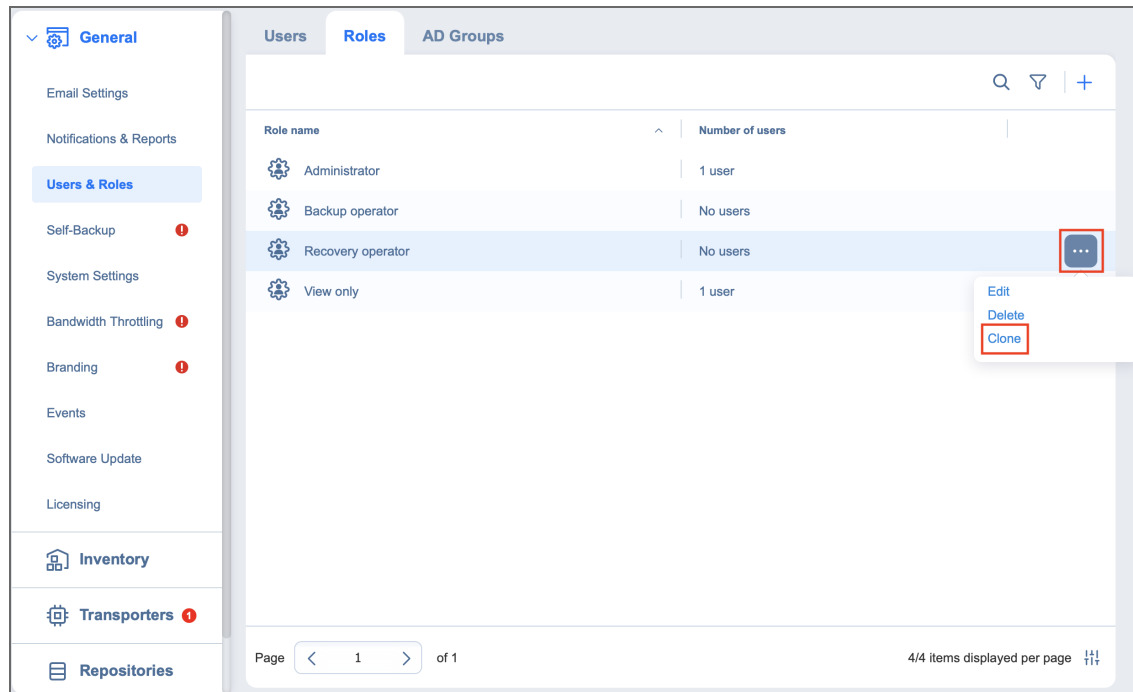 General
Email Settings
Notifications & Reports
Users & Roles
Self-Backup
System Settings
Bandwidth Throttling
Branding
Events
Software Update
Licensing
Inventory
Transporters 1
Repositories
Users Roles AD Groups
Role name Number of users
Administrator 1 user
Backup operator No users
Recovery operator No users
View only 1 user
Edit
Delete
Clone
Page 1 of 1 4/4 items displayed per page